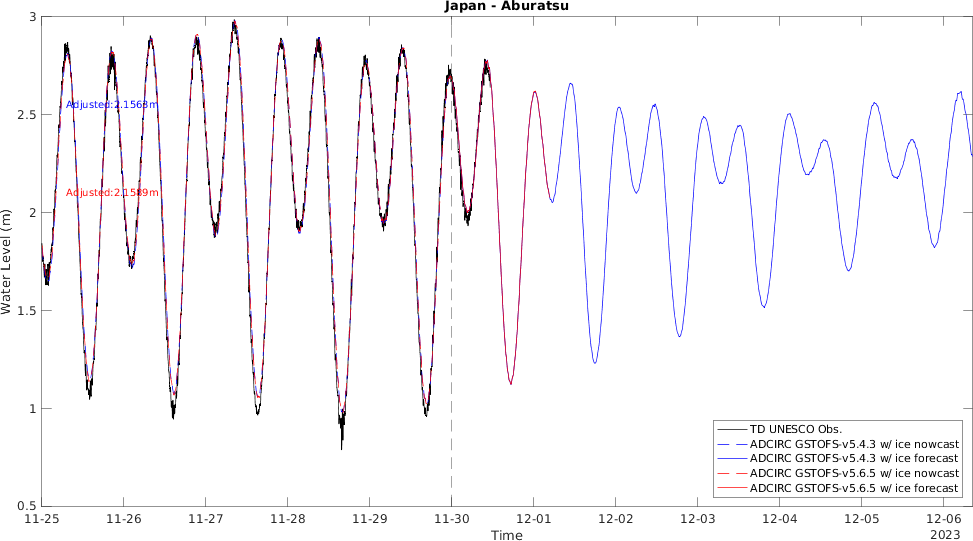 Japan - Aburatsu
3
2.5
2
1.5
1
0.5
Water Level (m)
Adjusted:2.1563m
Adjusted:2.1589m
TD UNESCO Obs.
ADCIRC GSTOFS-v5.4.3 w/ ice nowcast
ADCIRC GSTOFS-v5.4.3 w/ ice forecast
ADCIRC GSTOFS-v5.6.5 w/ ice nowcast
ADCIRC GSTOFS-v5.6.5 w/ ice forecast
11-25 11-26 11-27 11-28 11-29 11-30 12-01 12-02 12-03 12-04 12-05 12-06
Time
2023